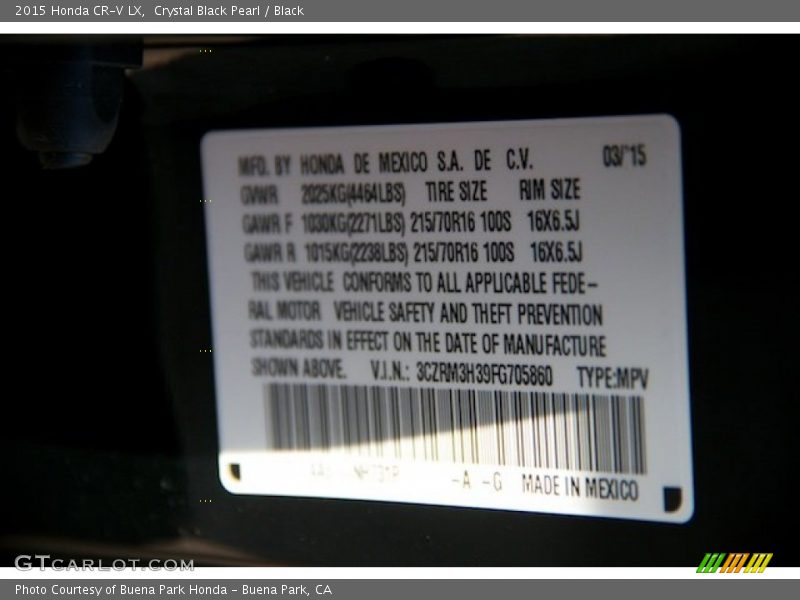 2015 Honda CR-V LX, Crystal Black Pearl / Black
MFD. BY HONDA DE MEXICO S.A. DE C.V. 03/'15
GVWR 2025KG(4464LBS) TIRE SIZE RIM SIZE
GAWR F 1030KG(2271LBS) 215/70R16 100S 16X6.5J
GAWR R 1015KG(2238LBS) 215/70R16 100S 16X6.5J
THIS VEHICLE CONFORMS TO ALL APPLICABLE FEDE-
RAL MOTOR VEHICLE SAFETY AND THEFT PREVENTION
STANDARDS IN EFFECT ON THE DATE OF MANUFACTURE
SHOWN ABOVE. V.I.N.: 3CZRM3H39FG705860 TYPE:MPV
NH731P -A -G MADE IN MEXICO
GTCARLOT.COM
Photo Courtesy of Buena Park Honda - Buena Park, CA